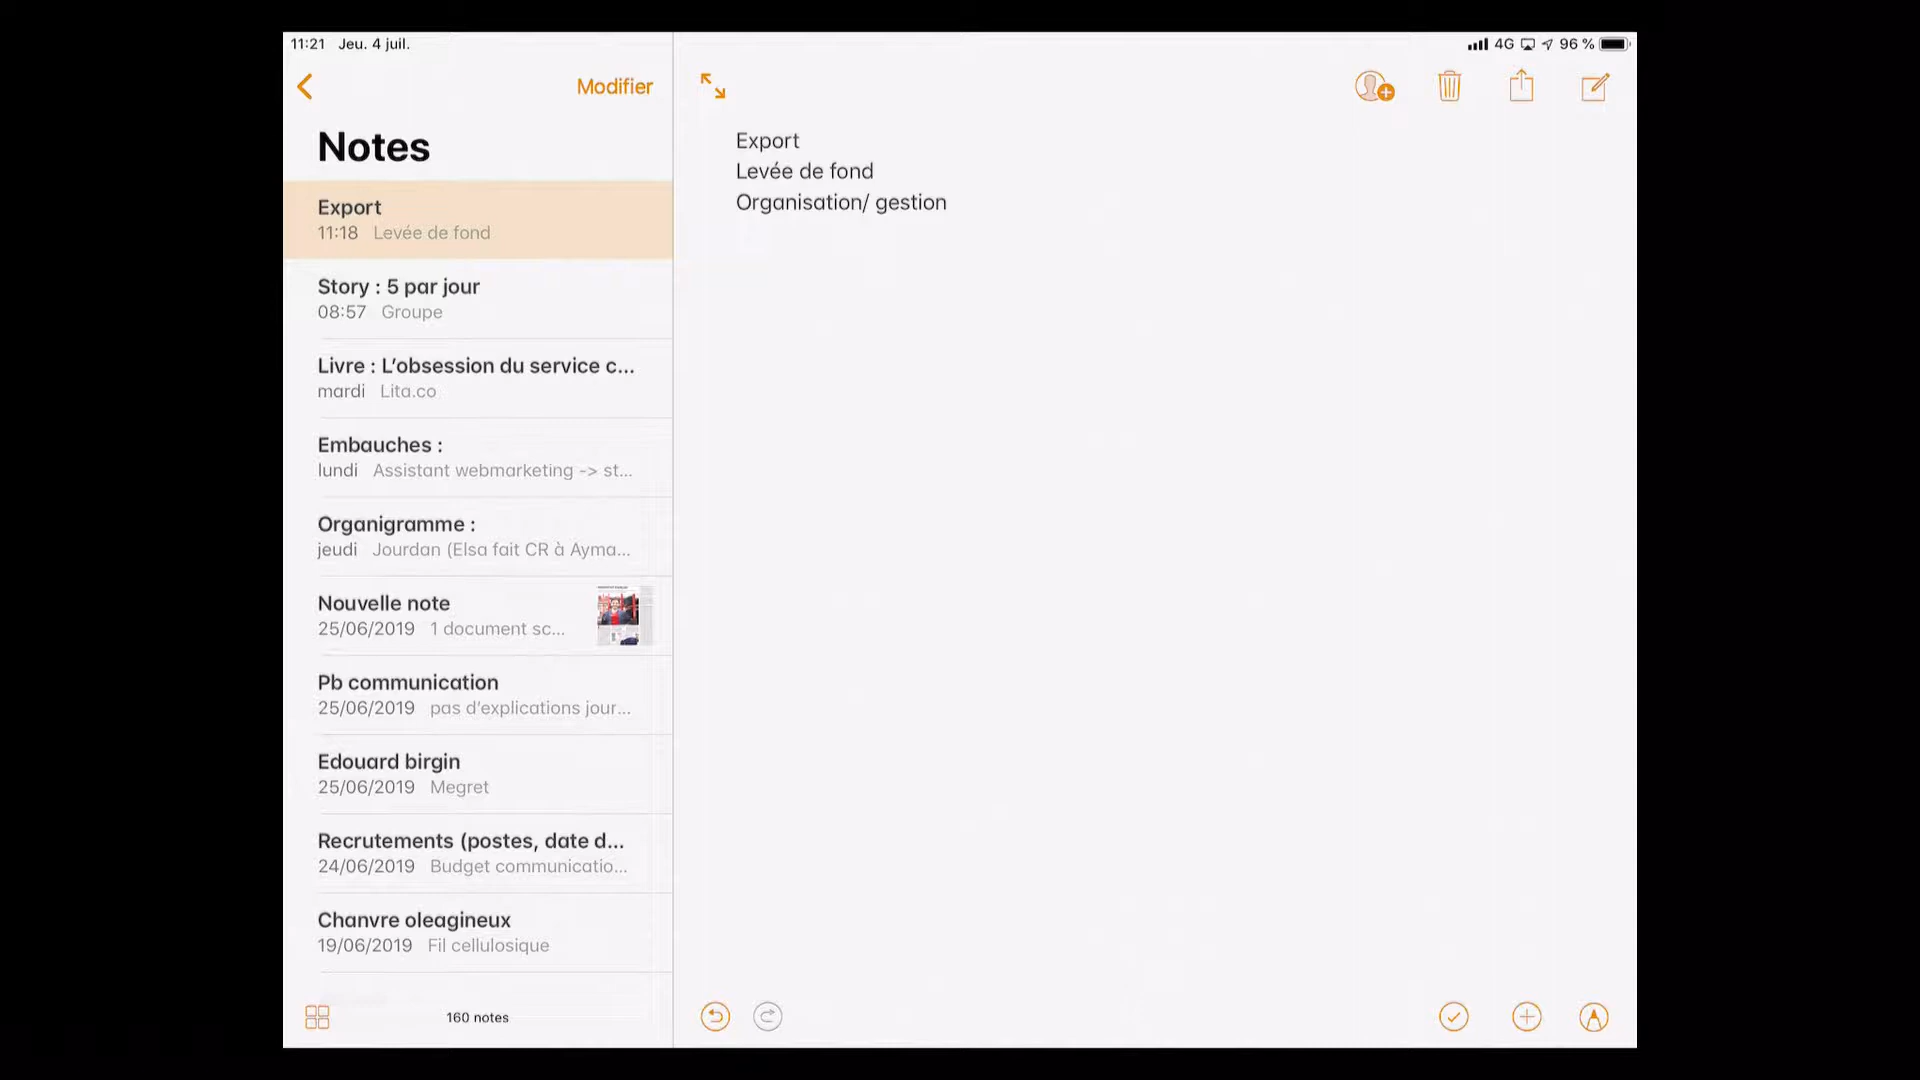 11:21 Jeu. 4 juil.
4G 96 %
Modifier
Notes
Export
11:18 Levée de fond
Story : 5 par jour
08:57 Groupe
Livre : L’obsession du service c...
mardi Lita.co
Embauches :
lundi Assistant webmarketing -> st...
Organigramme :
jeudi Jourdan (Elsa fait CR à Ayma...
Nouvelle note
25/06/2019 1 document sc...
Pb communication
25/06/2019 pas d’explications jour...
Edouard birgin
25/06/2019 Megret
Recrutements (postes, date d...
24/06/2019 Budget communicatio...
Chanvre oleagineux
19/06/2019 Fil cellulosique
160 notes
Export
Levée de fond
Organisation/ gestion